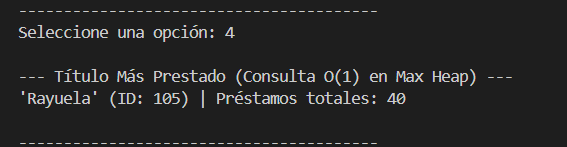 ----------------------------------------
Seleccione una opción: 4
--- Título Más Prestado (Consulta O(1) en Max Heap) ---
'Rayuela' (ID: 105) | Préstamos totales: 40
----------------------------------------